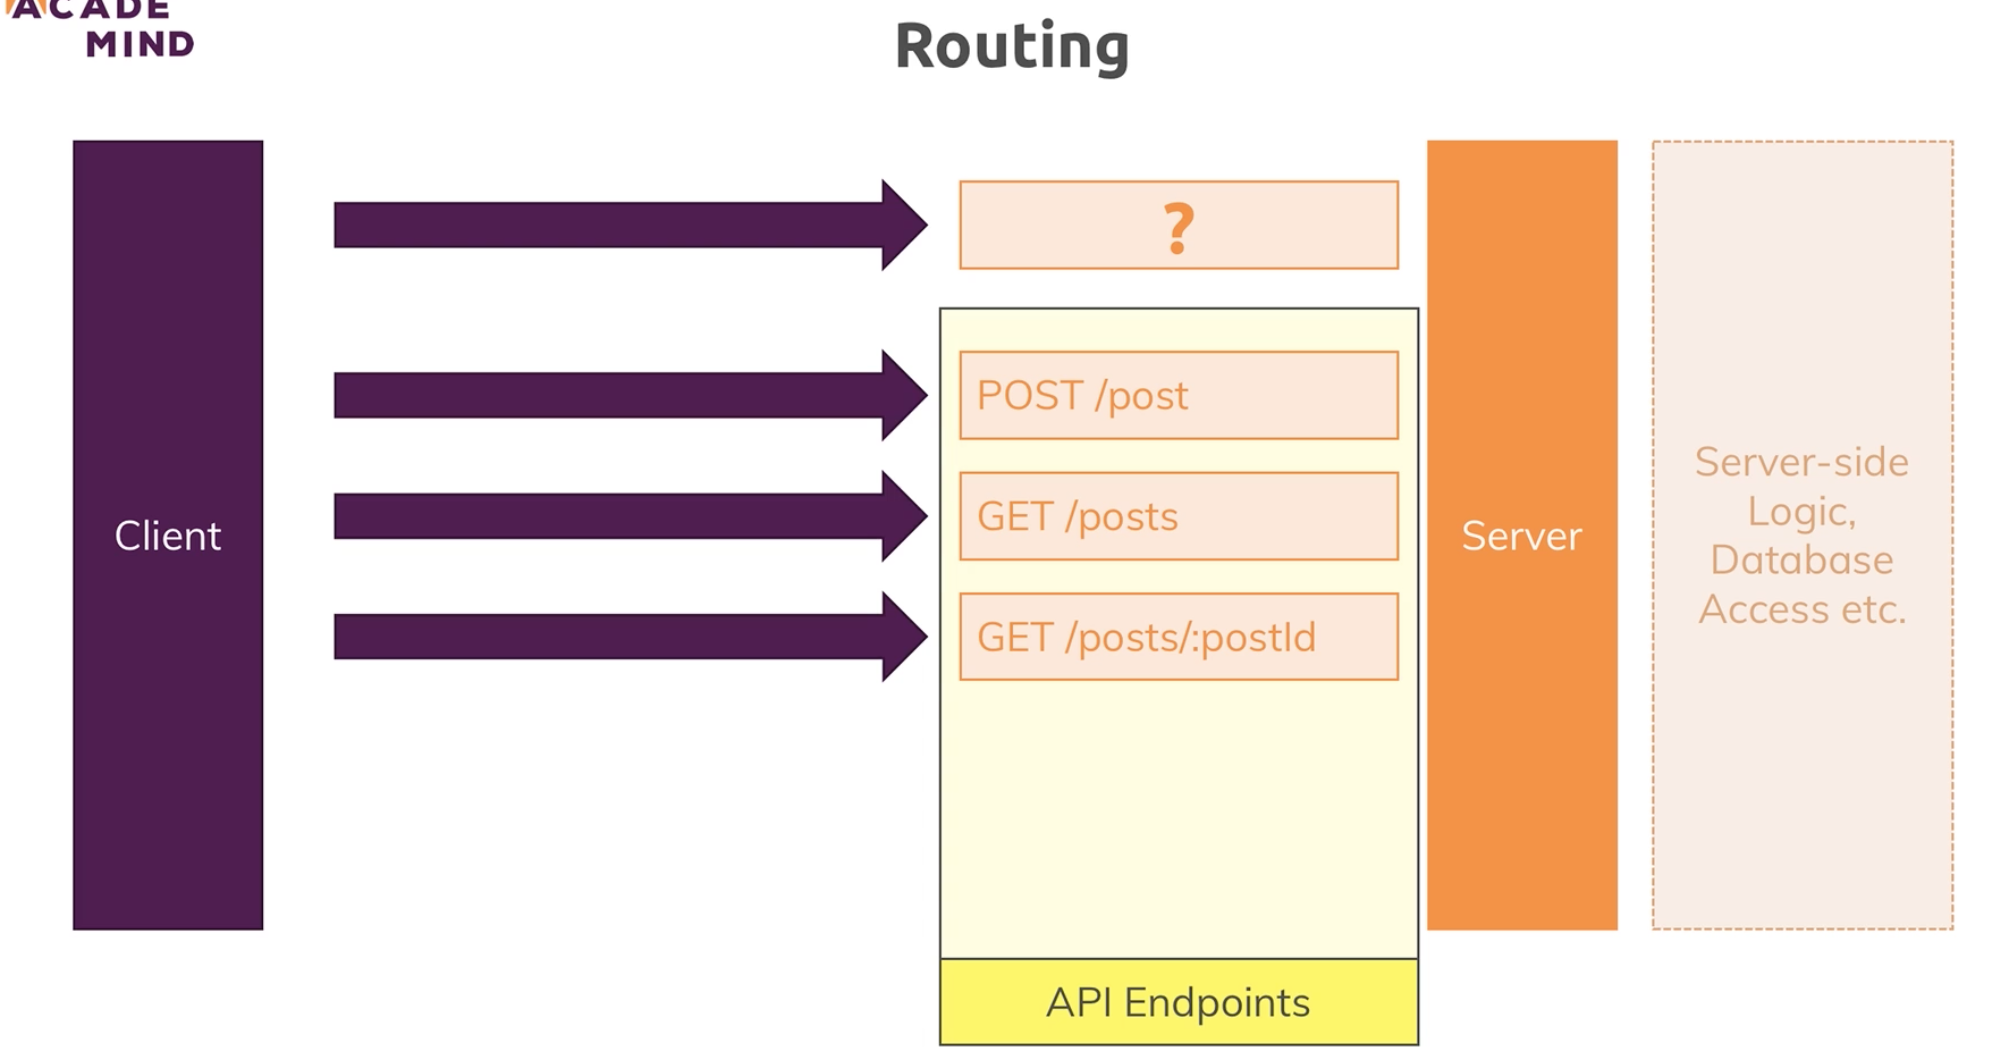 ACADE
MIND
Routing
?
POST /post
GET /posts
GET /posts/:postId
Client
Server
Server-side
Logic,
Database
Access etc.
API Endpoints